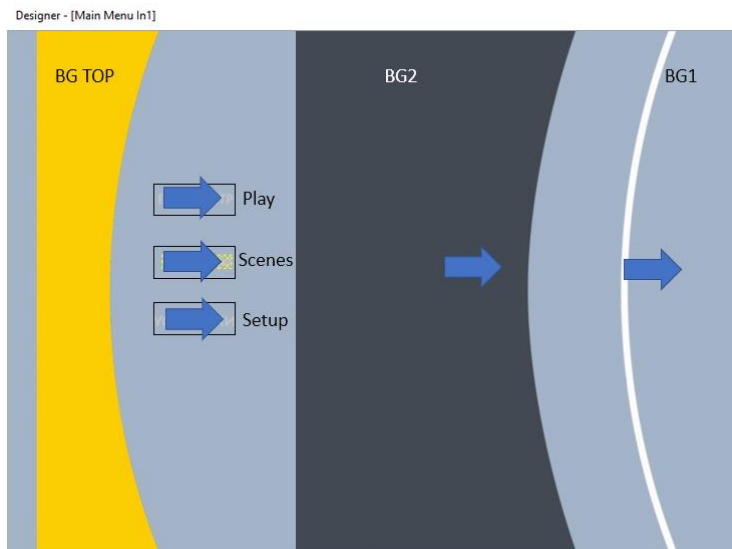 Designer - [Main Menu In1]
BG TOP
BG2
BG1
Play
Scenes
Setup